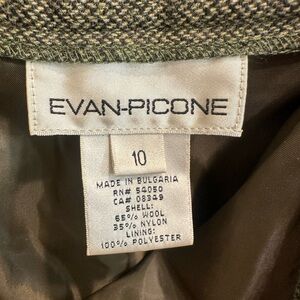 EVAN-PICONE
10
MADE IN BULGARIA
RN# 54050
CA# 08349
SHELL:
65% WOOL
35% NYLON
LINING:
100% POLYESTER